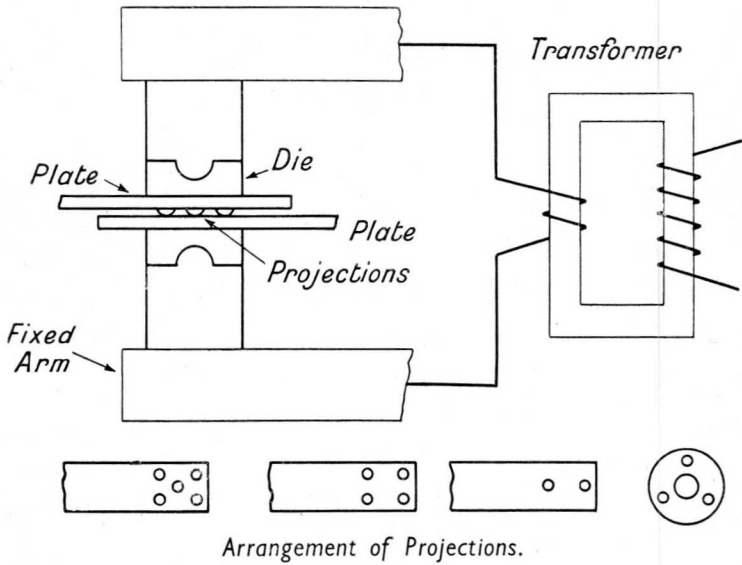 Transformer
Die
Plate
Plate
Projections
Fixed
Arm
Arrangement of Projections.